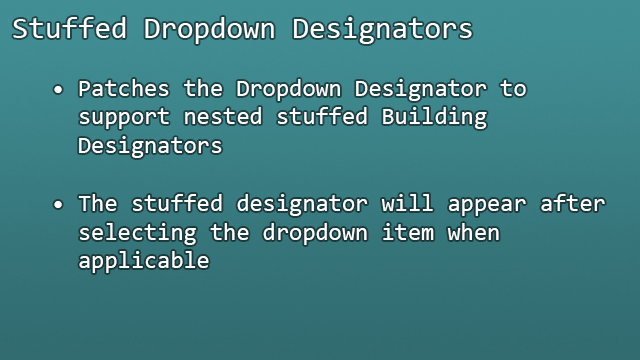 Stuffed Dropdown Designators
• Patches the Dropdown Designator to
support nested stuffed Building
Designators
• The stuffed designator will appear after
selecting the dropdown item when
applicable